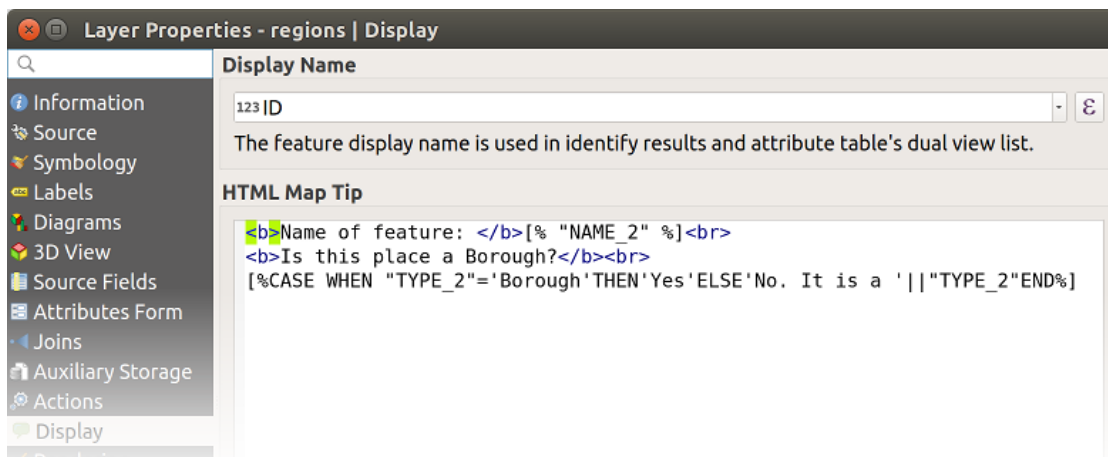 Layer Properties - regions | Display
Information
Source
Symbology
Labels
Diagrams
3D View
Source Fields
Attributes Form
Joins
Auxiliary Storage
Actions
Display
Display Name
123 ID
ε
The feature display name is used in identify results and attribute table's dual view list.
HTML Map Tip
<b>Name of feature: </b>[% "NAME_2" %]<br>
<b>Is this place a Borough?</b><br>
[%CASE WHEN "TYPE_2"='Borough'THEN'Yes'ELSE'No. It is a '||"TYPE_2"END%]